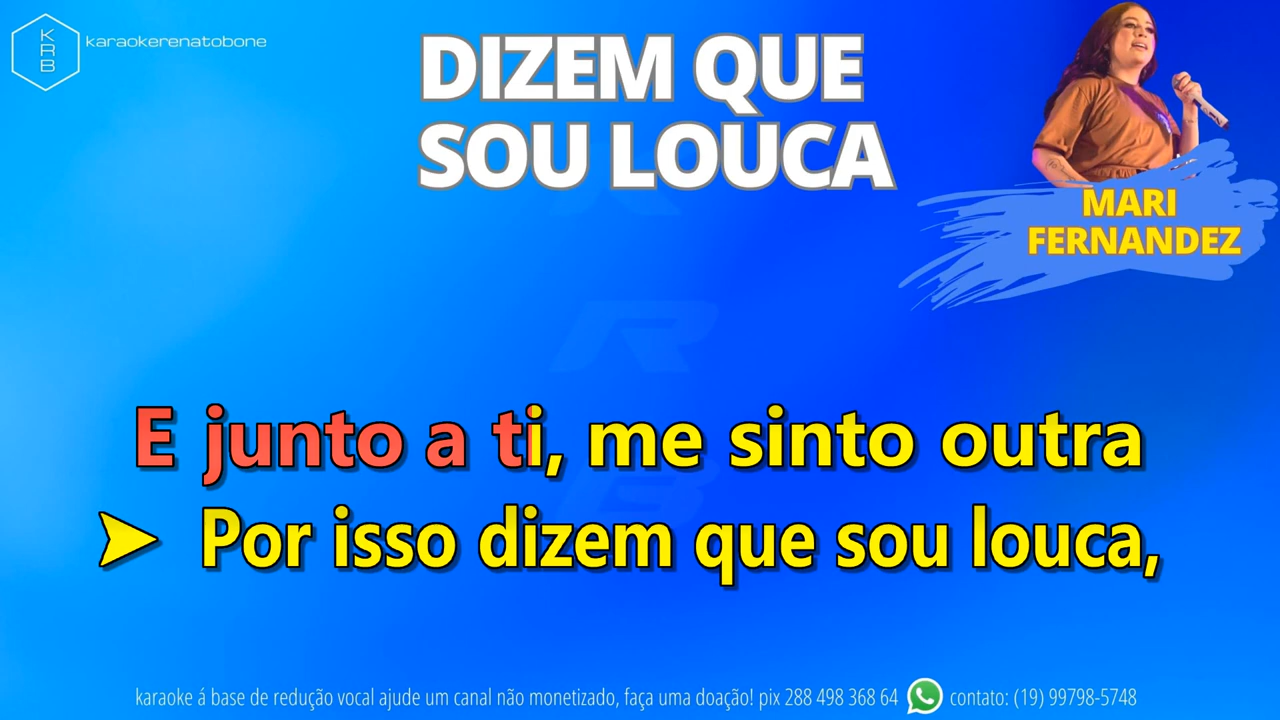 KRB
karaokerenatobone
DIZEM QUE
SOU LOUCA
MARI
FERNANDEZ
E junto a ti, me sinto outra
➤ Por isso dizem que sou louca,
karaoke á base de redução vocal ajude um canal não monetizado, faça uma doação! pix 288 498 368 64 contato: (19) 99798-5748